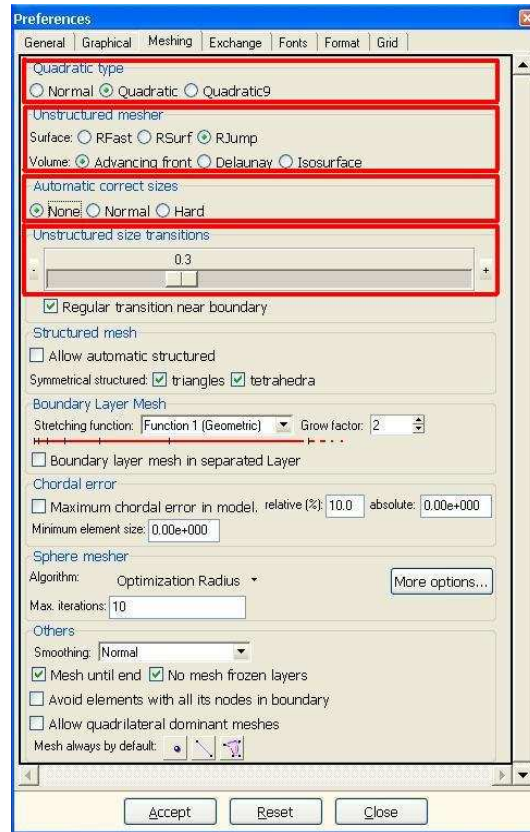 Preferences
General Graphical Meshing Exchange Fonts Format Grid
Quadratic type
Normal Quadratic Quadratic9
Unstructured mesher
Surface: RFast RSurf RJump
Volume: Advancing front Delaunay Isosurface
Automatic correct sizes
None Normal Hard
Unstructured size transitions
0.3
- +
Regular transition near boundary
Structured mesh
Allow automatic structured
Symmetrical structured: triangles tetrahedra
Boundary Layer Mesh
Stretching function: Function 1 (Geometric) Grow factor: 2
Boundary layer mesh in separated Layer
Chordal error
Maximum chordal error in model. relative (%): 10.0 absolute: 0.00e+000
Minimum element size: 0.00e+000
Sphere mesher
Algorithm: Optimization Radius More options...
Max. iterations: 10
Others
Smoothing: Normal
Mesh until end No mesh frozen layers
Avoid elements with all its nodes in boundary
Allow quadrilateral dominant meshes
Mesh always by default:
Accept Reset Close